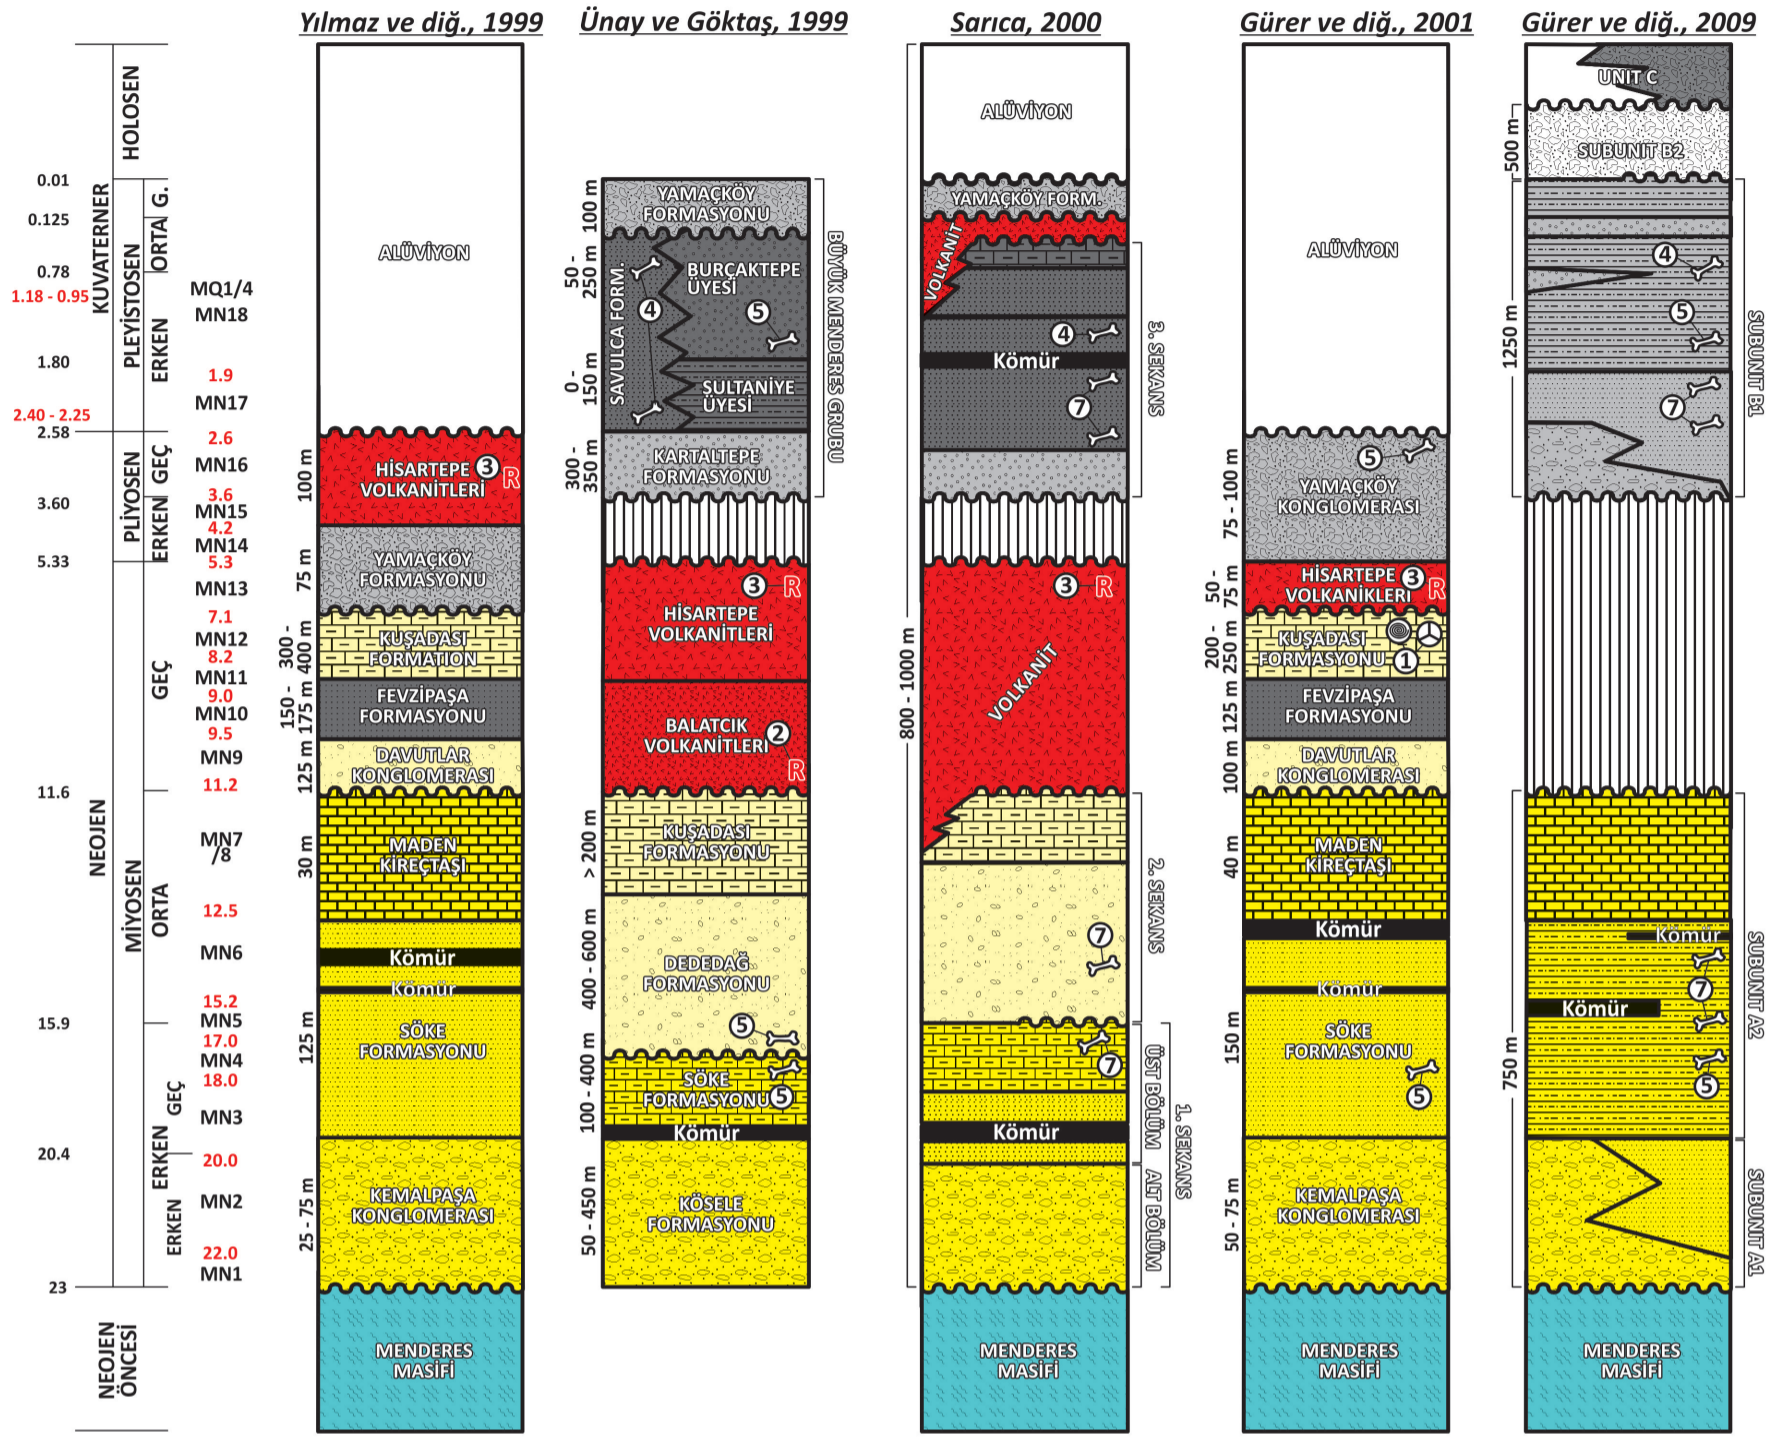 Yılmaz ve diğ., 1999
Ünay ve Göktaş, 1999
Sarıca, 2000
Gürer ve diğ., 2001
Gürer ve diğ., 2009
KUVATERNER
HOLOSEN
PLEYİSTOSEN
G.
ORTA
ERKEN
NEOJEN
PLİYOSEN
GEÇ
ERKEN
MİYOSEN
GEÇ
ORTA
ERKEN
GEÇ
ERKEN
NEOJEN
ÖNCESİ
0.01
0.125
0.78
1.18 - 0.95
1.80
2.40 - 2.25
2.58
3.60
5.33
11.6
15.9
20.4
23
MQ1/4
MN18
1.9
MN17
2.6
MN16
3.6
MN15
4.2
MN14
5.3
MN13
7.1
MN12
8.2
MN11
9.0
MN10
9.5
MN9
11.2
MN7
/8
12.5
MN6
15.2
MN5
17.0
MN4
18.0
MN3
20.0
MN2
22.0
MN1
ALÜVİYON
100 m
HİSARTEPE
VOLKANİTLERİ
3
R
75 m
YAMAÇKÖY
FORMASYONU
300 -
400 m
KUŞADASI
FORMATION
150 -
175 m
FEVZİPAŞA
FORMASYONU
125 m
DAVUTLAR
KONGLOMERASI
30 m
MADEN
KİREÇTAŞI
Kömür
Kömür
125 m
SÖKE
FORMASYONU
25 - 75 m
KEMALPAŞA
KONGLOMERASI
MENDERES
MASİFİ
100 m
YAMAÇKÖY
FORMASYONU
50 -
250 m
SAVULCA FORM.
4
BURÇAKTEPE
ÜYESİ
5
0 -
150 m
SULTANİYE
ÜYESİ
300 -
350 m
KARTALTEPE
FORMASYONU
BÜYÜK MENDERES GRUBU
3
R
HİSARTEPE
VOLKANİTLERİ
BALATCIK
VOLKANİTLERİ
2
R
> 200 m
KUŞADASI
FORMASYONU
400 - 600 m
DEDEDAĞ
FORMASYONU
5
100 - 400 m
SÖKE
FORMASYONU
5
Kömür
50 - 450 m
KÖSELE
FORMASYONU
800 - 1000 m
ALÜVİYON
YAMAÇKÖY FORM.
VOLKANİT
4
Kömür
7
3. SEKANS
3
R
VOLKANİT
7
2. SEKANS
7
Kömür
ÜST BÖLÜM
ALT BÖLÜM
1. SEKANS
MENDERES
MASİFİ
ALÜVİYON
75 - 100 m
5
YAMAÇKÖY
KONGLOMERASI
50 -
75 m
HİSARTEPE
VOLKANİKLERİ
3
R
200 -
250 m
KUŞADASI
FORMASYONU
1
125 m
FEVZİPAŞA
FORMASYONU
100 m
DAVUTLAR
KONGLOMERASI
40 m
MADEN
KİREÇTAŞI
Kömür
Kömür
150 m
SÖKE
FORMASYONU
5
50 - 75 m
KEMALPAŞA
KONGLOMERASI
MENDERES
MASİFİ
UNIT C
500 m
SUBUNIT B2
1250 m
4
5
7
SUBUNIT B1
750 m
Kömür
7
Kömür
5
SUBUNIT A2
SUBUNIT A1
MENDERES
MASİFİ